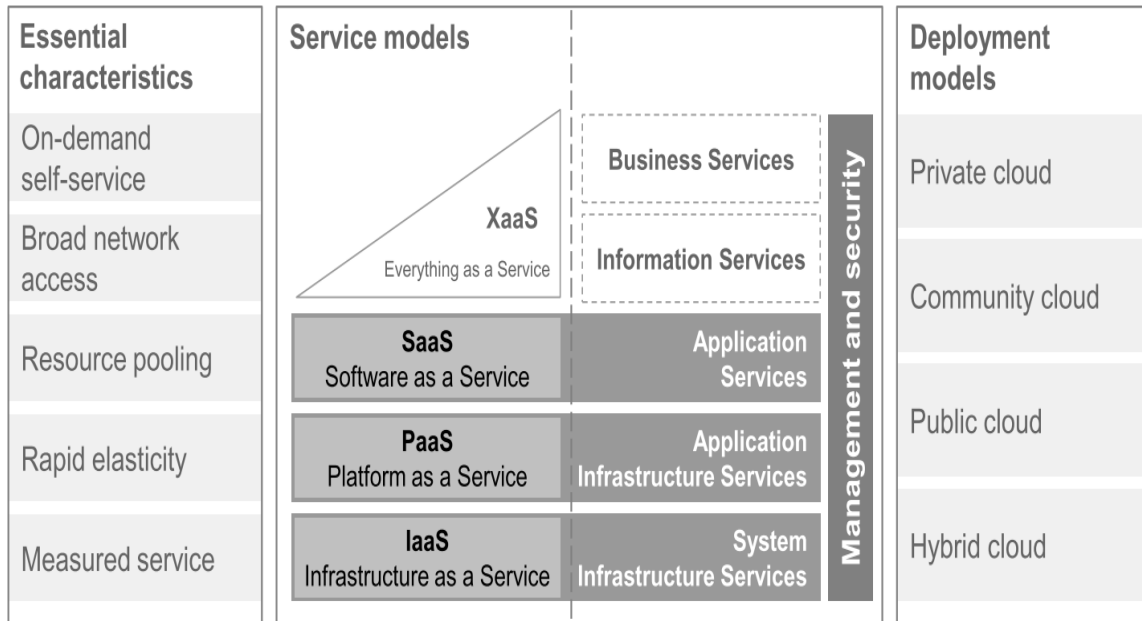 Essential
characteristics
On-demand
self-service
Broad network
access
Resource pooling
Rapid elasticity
Measured service
Service models
XaaS
Everything as a Service
Business Services
Information Services
SaaS
Software as a Service
Application
Services
PaaS
Platform as a Service
Application
Infrastructure Services
IaaS
Infrastructure as a Service
System
Infrastructure Services
Management and security
Deployment
models
Private cloud
Community cloud
Public cloud
Hybrid cloud